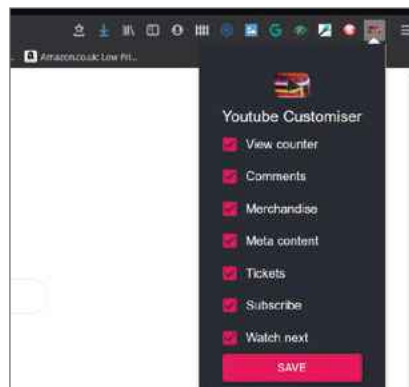 Amazon.co.uk: Low Pri...
Youtube Customiser
View counter
Comments
Merchandise
Meta content
Tickets
Subscribe
Watch next
SAVE